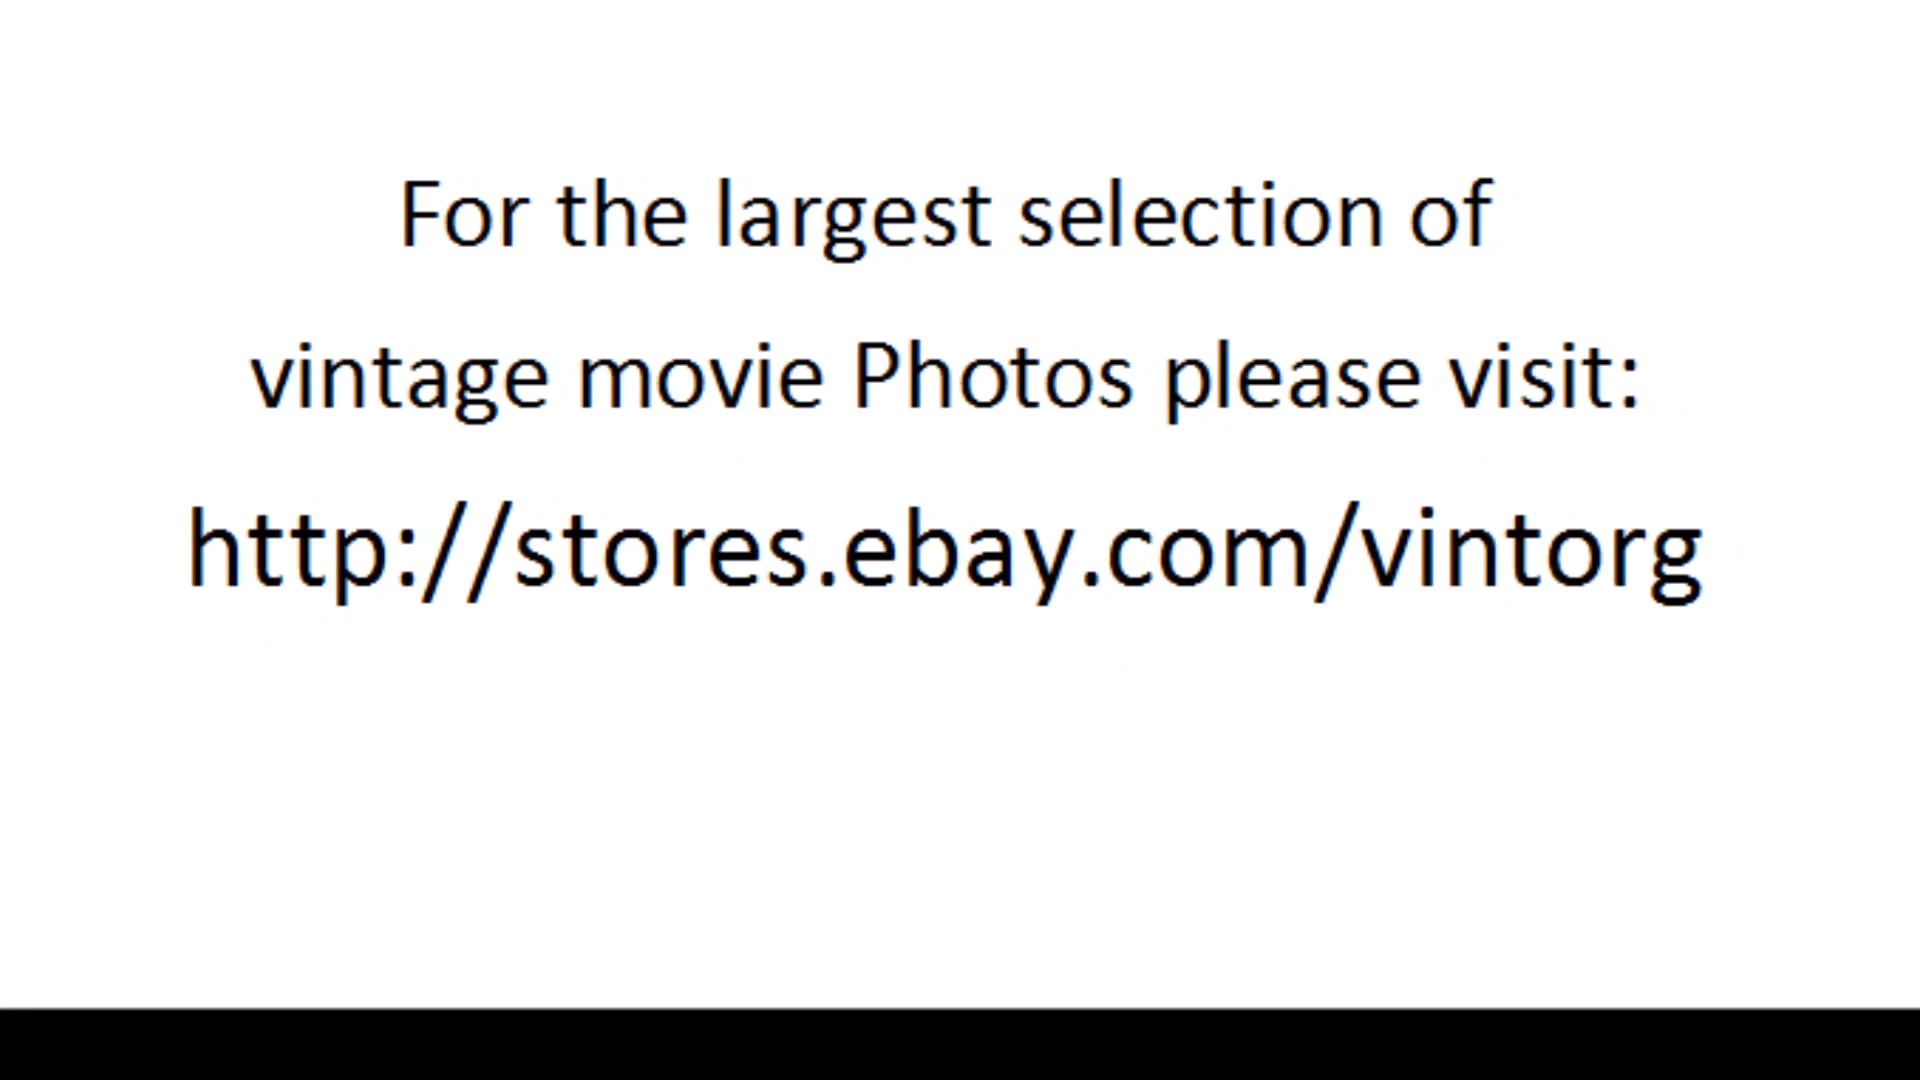 For the largest selection of
vintage movie Photos please visit:
http://stores.ebay.com/vintorg